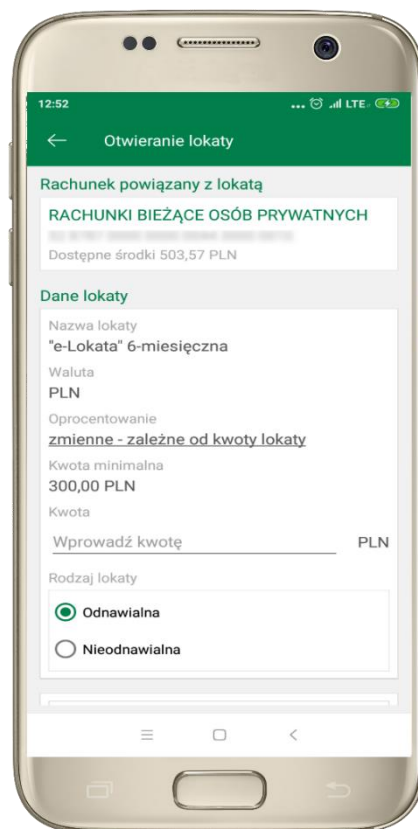 12:52
... LTE
Otwieranie lokaty
Rachunek powiązany z lokatą
RACHUNKI BIEŻĄCE OSÓB PRYWATNYCH
Dostępne środki 503,57 PLN
Dane lokaty
Nazwa lokaty
"e-Lokata" 6-miesięczna
Waluta
PLN
Oprocentowanie
zmienne - zależne od kwoty lokaty
Kwota minimalna
300,00 PLN
Kwota
Wprowadź kwotę PLN
Rodzaj lokaty
Odnawialna
Nieodnawialna